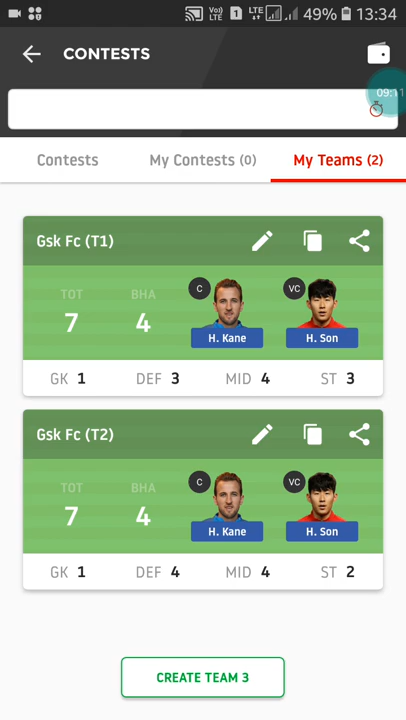 Vo) LTE 1 LTE 49% 13:34
CONTESTS
09:11
Contests My Contests (0) My Teams (2)
Gsk Fc (T1)
TOT BHA C VC
7 4
H. Kane H. Son
GK 1 DEF 3 MID 4 ST 3
Gsk Fc (T2)
TOT BHA C VC
7 4
H. Kane H. Son
GK 1 DEF 4 MID 4 ST 2
CREATE TEAM 3